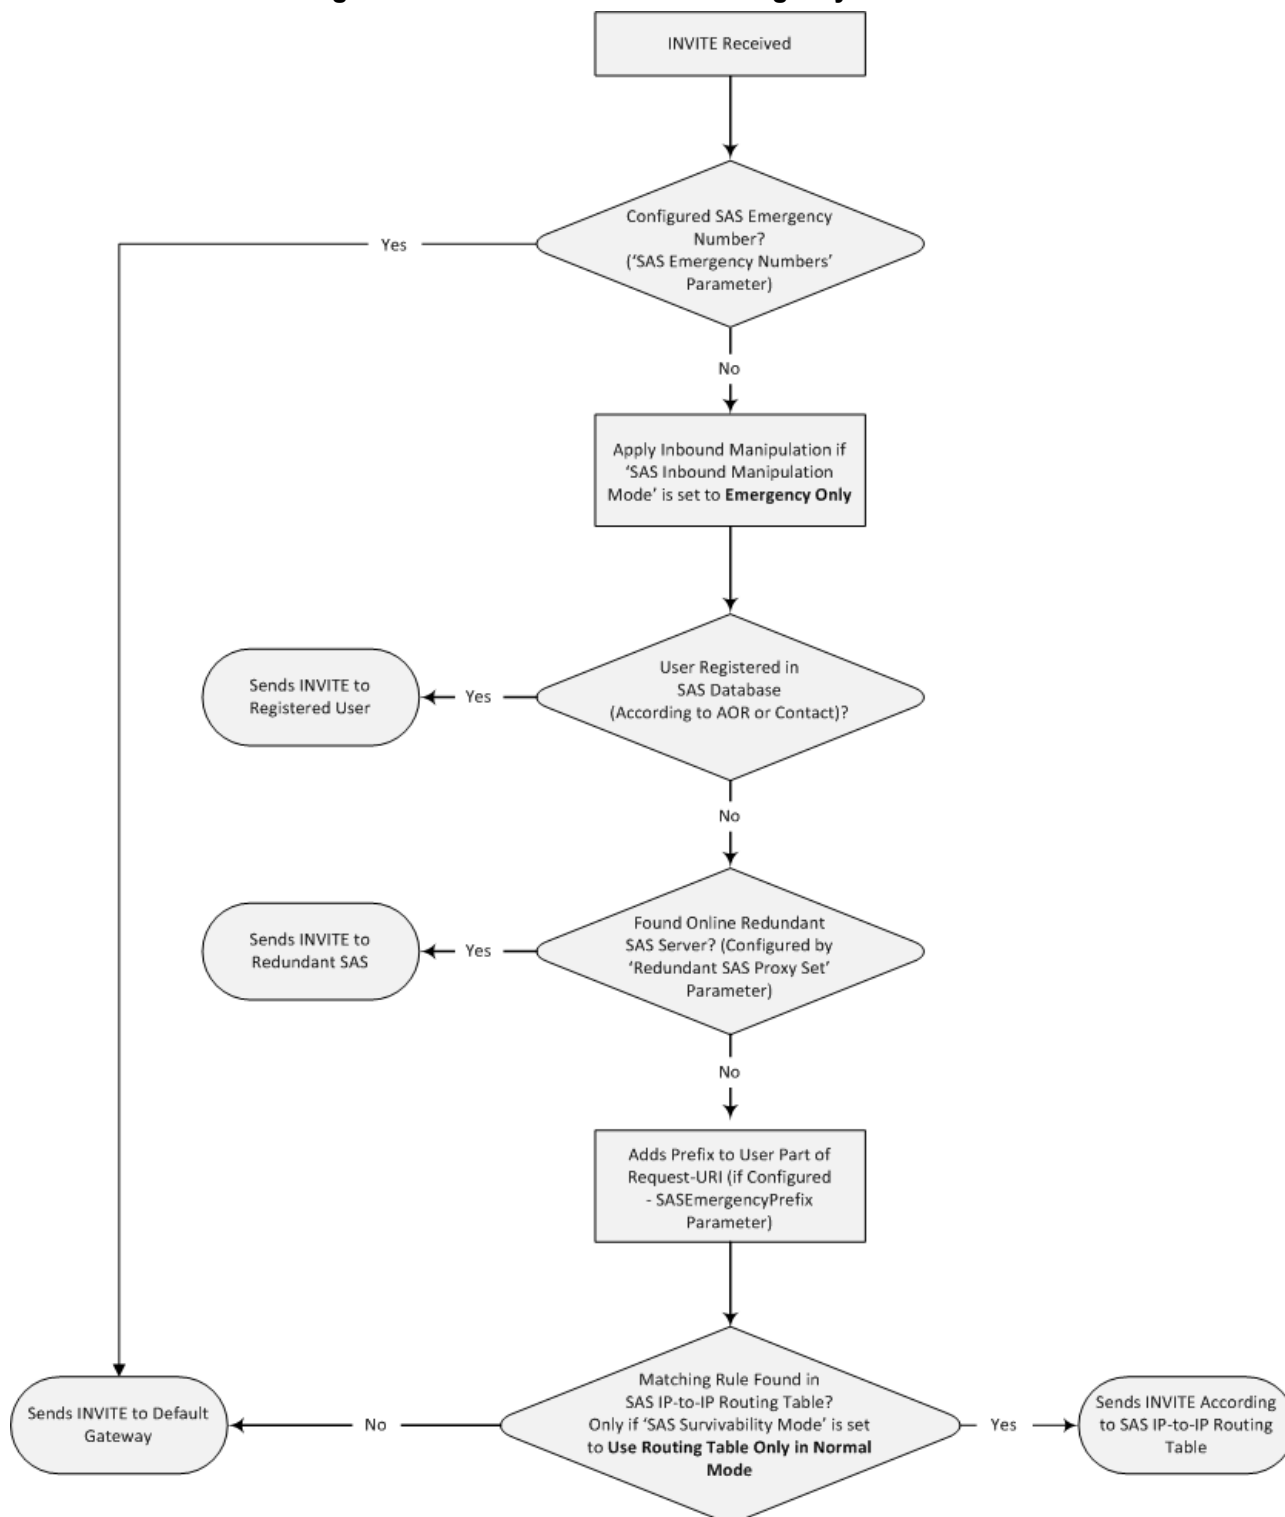 INVITE Received
Configured SAS Emergency
Number?
(‘SAS Emergency Numbers’
Parameter)
Yes
No
Apply Inbound Manipulation if
‘SAS Inbound Manipulation
Mode’ is set to Emergency Only
User Registered in
SAS Database
(According to AOR or Contact)?
Yes
Sends INVITE to
Registered User
No
Found Online Redundant
SAS Server? (Configured by
‘Redundant SAS Proxy Set’
Parameter)
Yes
Sends INVITE to
Redundant SAS
No
Adds Prefix to User Part of
Request-URI (if Configured
- SASEmergencyPrefix
Parameter)
Matching Rule Found in
SAS IP-to-IP Routing Table?
Only if ‘SAS Survivability Mode’ is set
to Use Routing Table Only in Normal
Mode
No
Sends INVITE to Default
Gateway
Yes
Sends INVITE According
to SAS IP-to-IP Routing
Table